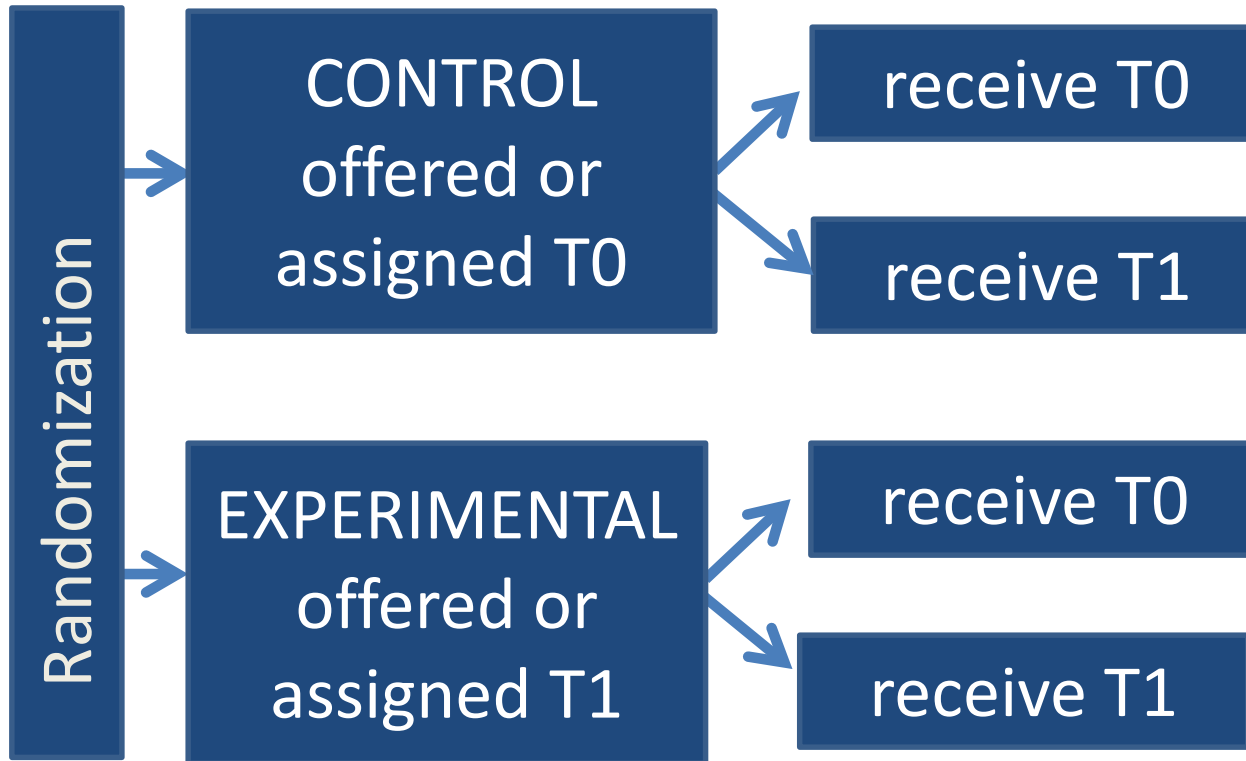 Randomization
CONTROL
offered or
assigned T0
receive T0
receive T1
EXPERIMENTAL
offered or
assigned T1
receive T0
receive T1